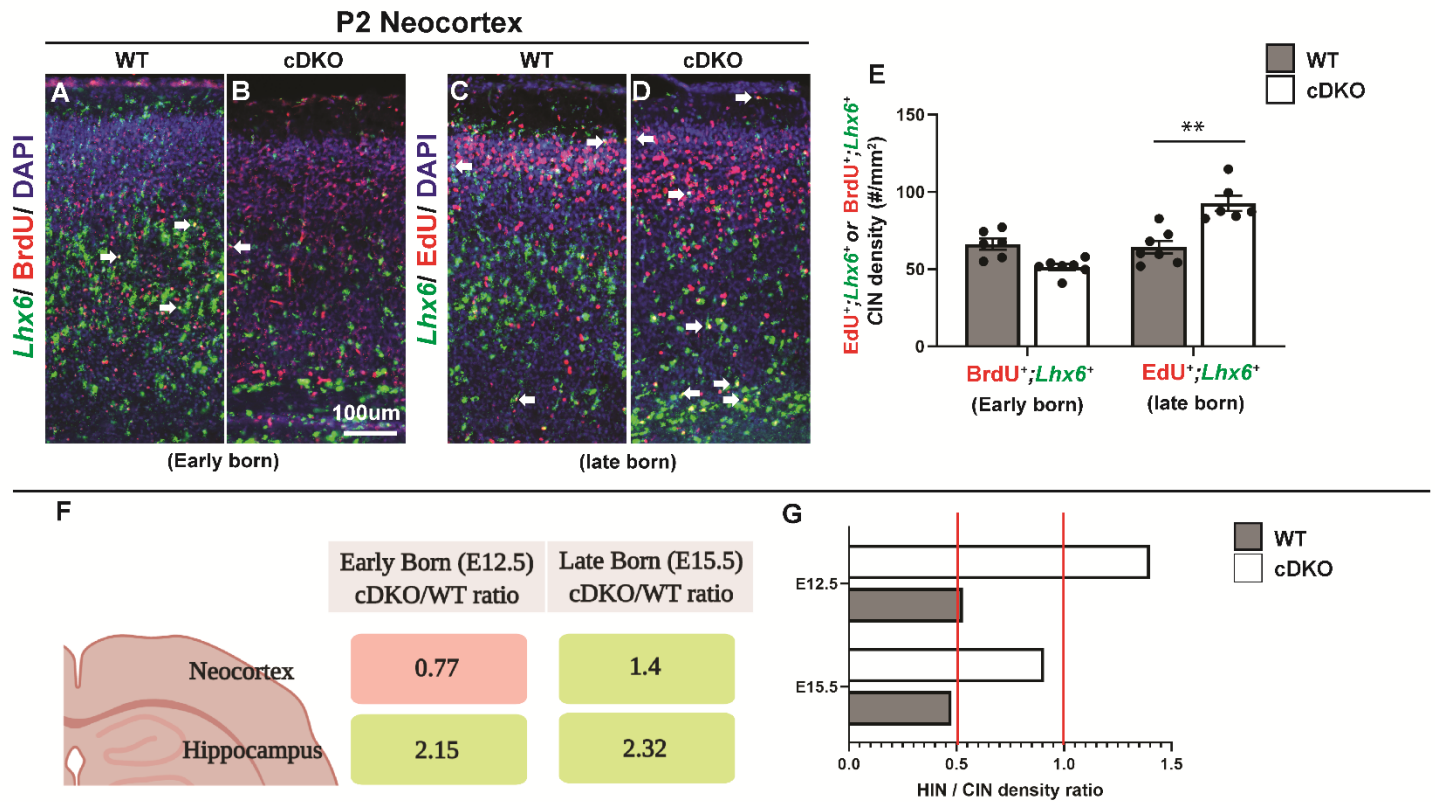 P2 Neocortex
WT
cDKO
WT
cDKO
A
B
C
D
Lhx6/ BrdU/ DAPI
Lhx6/ EdU/ DAPI
100um
(Early born)
(late born)
E
WT
cDKO
EdU+;Lhx6+ or BrdU+;Lhx6+
CIN density (#/mm²)
150
100
50
0
**
BrdU+;Lhx6+
(Early born)
EdU+;Lhx6+
(late born)
F
Early Born (E12.5)
cDKO/WT ratio
Late Born (E15.5)
cDKO/WT ratio
Neocortex
0.77
1.4
Hippocampus
2.15
2.32
G
WT
cDKO
E12.5
E15.5
0.0
0.5
1.0
1.5
HIN / CIN density ratio